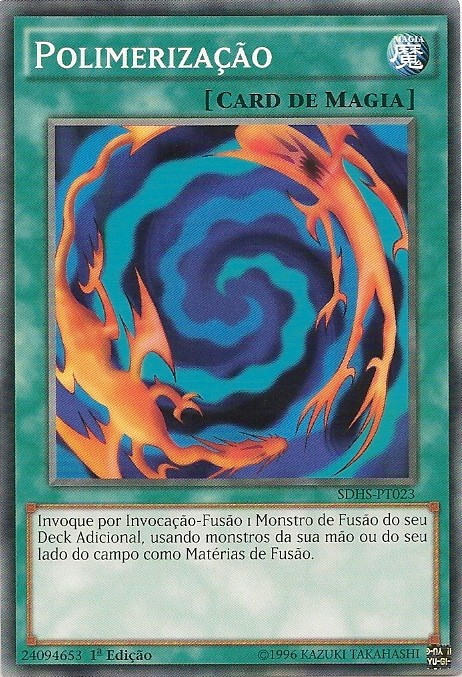 Polimerização
MAGIA
魔
[Card de Magia]
SDHS-PT023
Invoque por Invocação-Fusão 1 Monstro de Fusão do seu
Deck Adicional, usando monstros da sua mão ou do seu
lado do campo como Matérias de Fusão.
24094653 1ª Edição ©1996 KAZUKI TAKAHASHI